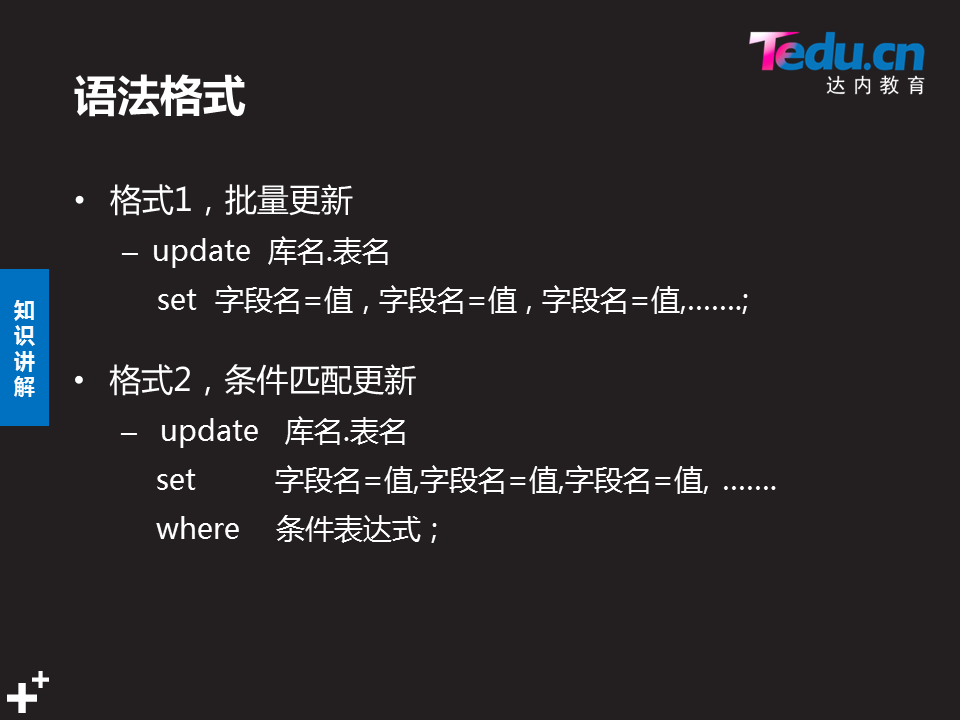 Tedu.cn
达内教育
语法格式
• 格式1，批量更新
– update 库名.表名
set 字段名=值 , 字段名=值 , 字段名=值,…….;
知识讲解
• 格式2，条件匹配更新
– update 库名.表名
set 字段名=值,字段名=值,字段名=值, …….
where 条件表达式；